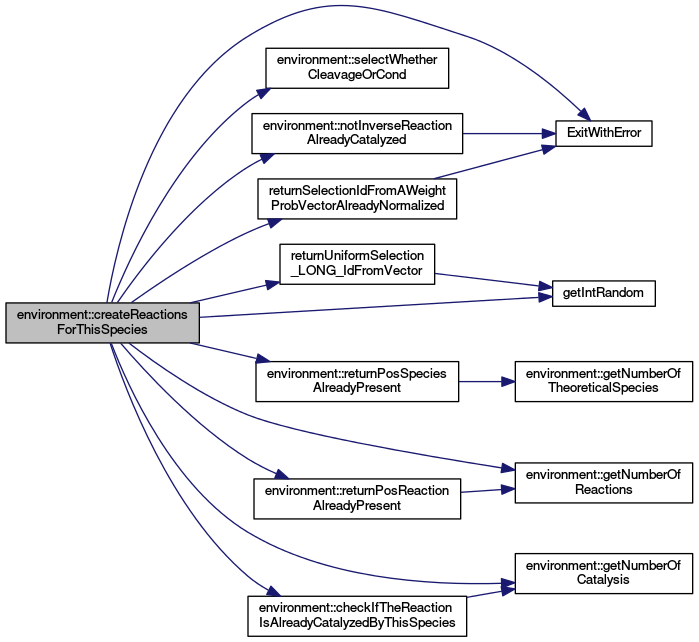 environment::selectWhether
CleavageOrCond
environment::notInverseReaction
AlreadyCatalyzed
ExitWithError
returnSelectionIdFromAWeight
ProbVectorAlreadyNormalized
returnUniformSelection
_LONG_IdFromVector
getIntRandom
environment::createReactions
ForThisSpecies
environment::returnPosSpecies
AlreadyPresent
environment::getNumberOf
TheoreticalSpecies
environment::returnPosReaction
AlreadyPresent
environment::getNumberOf
Reactions
environment::getNumberOf
Catalysis
environment::checkIfTheReaction
IsAlreadyCatalyzedByThisSpecies